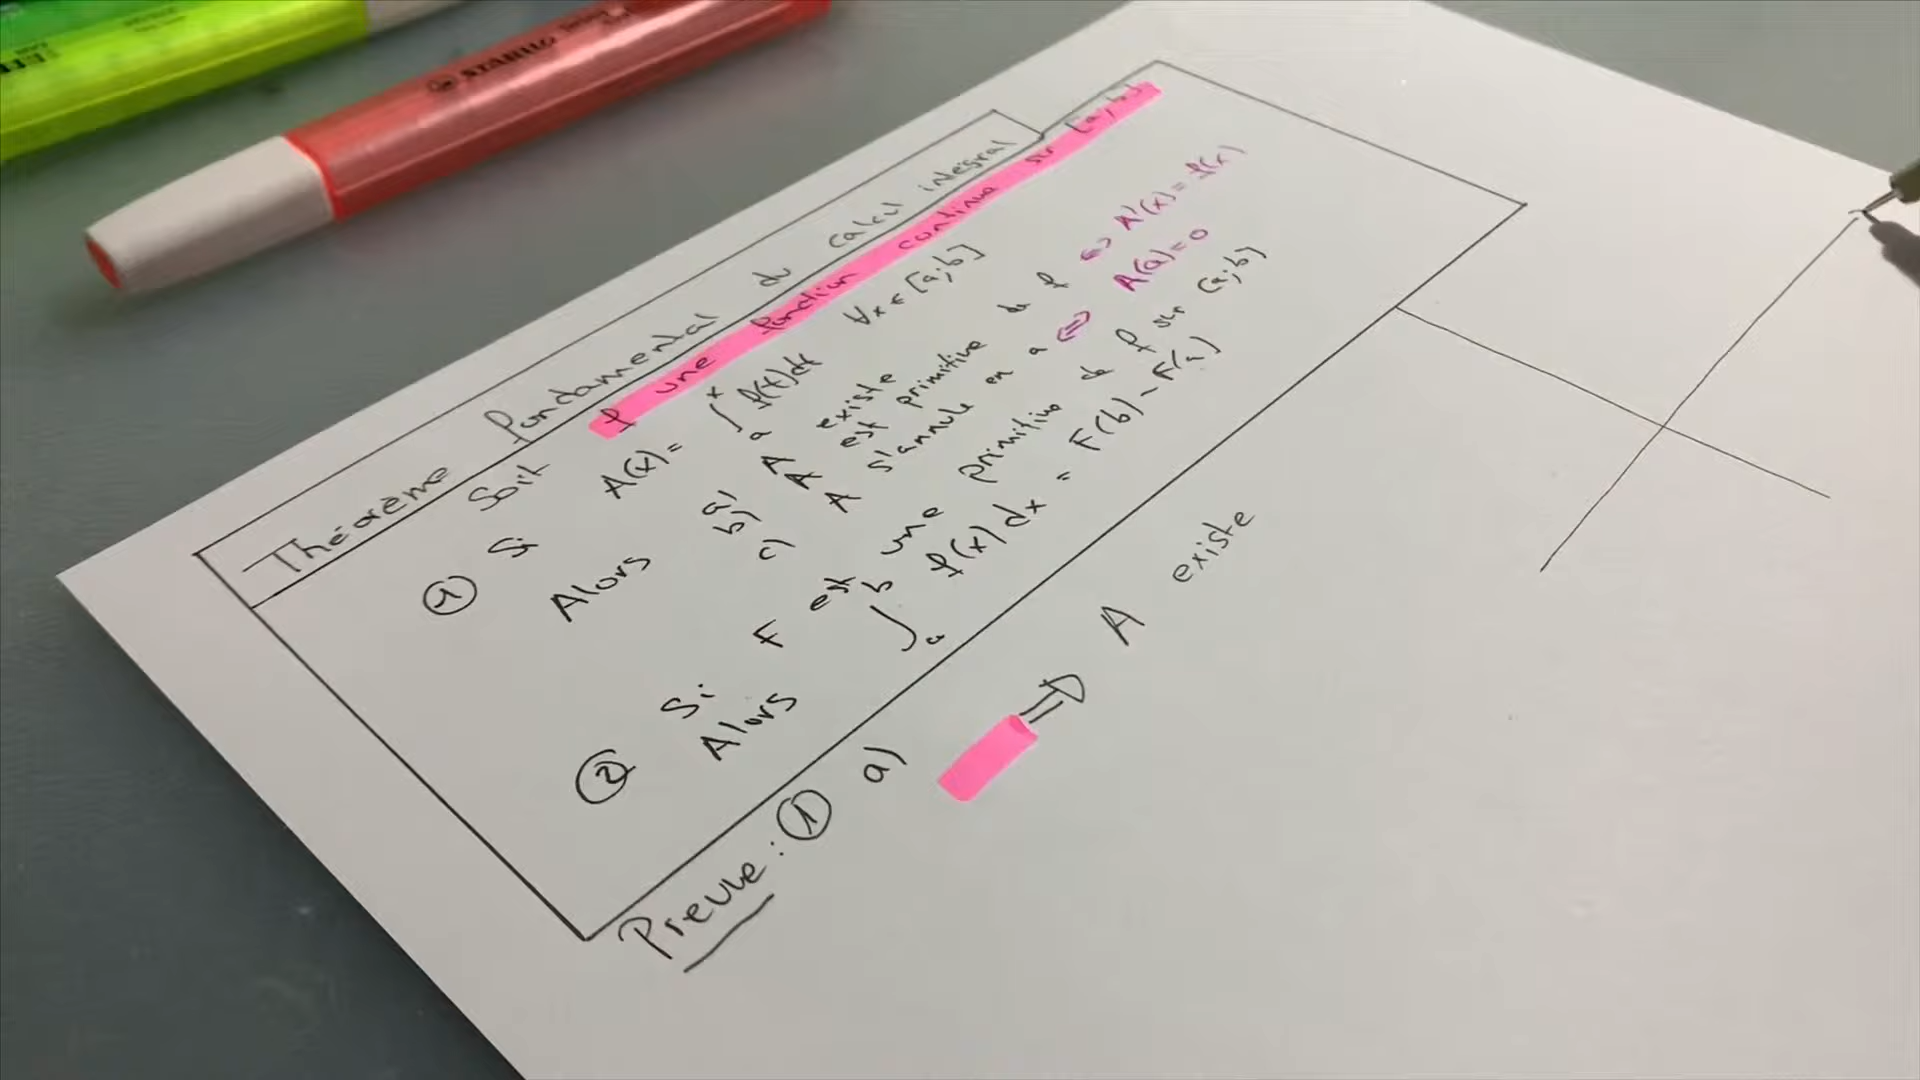 STABILO
Théorème fondamental du calcul intégral
Soit f une fonction continue sur [a;b]
① Si A(x) = ∫ₐˣ f(t)dt ∀x ∈ [a;b]
Alors a) A existe
b) A est primitive de f ⇔ A'(x) = f(x)
c) A s'annule en a ⇔ A(a) = 0
② Si F est une primitive de f sur [a;b]
Alors ∫ₐᵇ f(x)dx = F(b) - F(a)
Preuve : ① a) ⇒ A existe